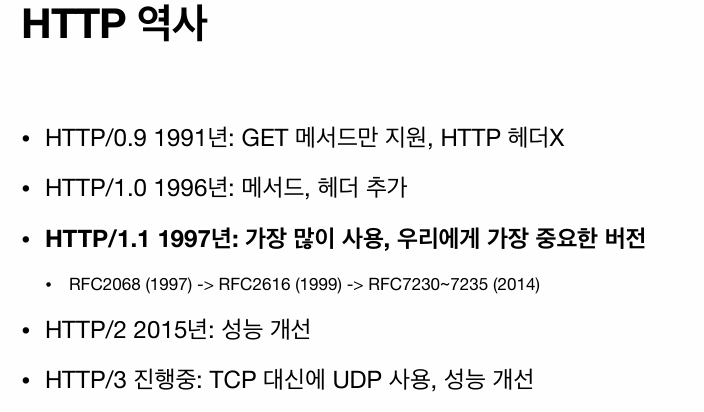 HTTP 역사
• HTTP/0.9 1991년: GET 메서드만 지원, HTTP 헤더X
• HTTP/1.0 1996년: 메서드, 헤더 추가
• HTTP/1.1 1997년: 가장 많이 사용, 우리에게 가장 중요한 버전
• RFC2068 (1997) -> RFC2616 (1999) -> RFC7230~7235 (2014)
• HTTP/2 2015년: 성능 개선
• HTTP/3 진행중: TCP 대신에 UDP 사용, 성능 개선